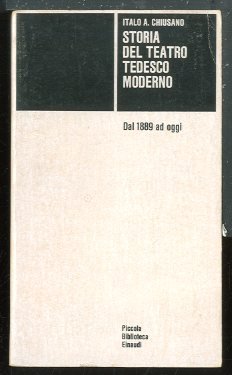 ITALO A. CHIUSANO
STORIA
DEL TEATRO
TEDESCO
MODERNO
Dal 1889 ad oggi
Piccola
Biblioteca
Einaudi